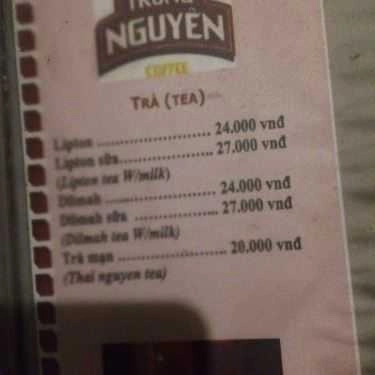 TRUNG
NGUYÊN
COFFEE
TRÀ (TEA)
Lipton .......................... 24.000 vnđ
Lipton sữa....................... 27.000 vnđ
(Lipton tea W/milk)
Dilmah .......................... 24.000 vnđ
Dilmah sữa ...................... 27.000 vnđ
(Dilmah tea W/milk)
Trà mạn ......................... 20.000 vnđ
(Thai nguyen tea)